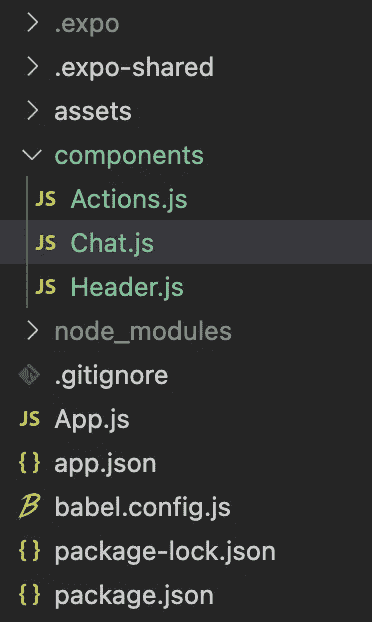 .expo
.expo-shared
assets
components
JS Actions.js
JS Chat.js
JS Header.js
node_modules
.gitignore
JS App.js
{} app.json
B babel.config.js
{} package-lock.json
{} package.json